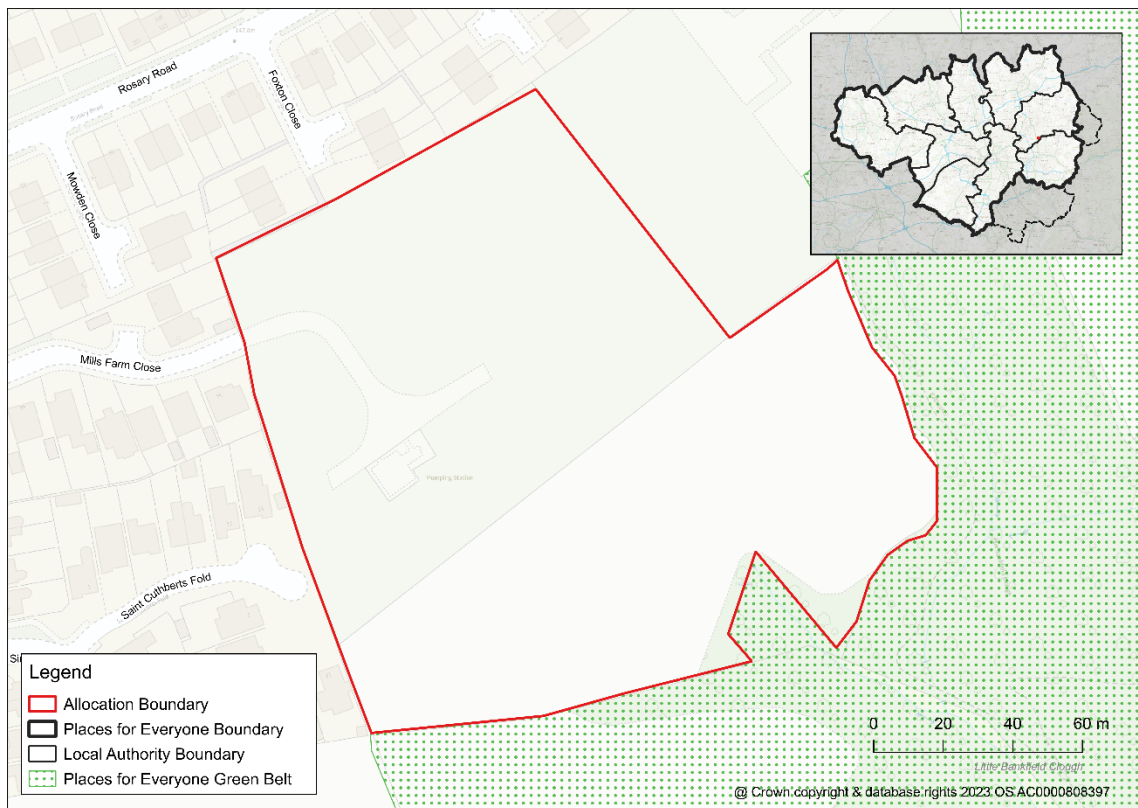 Rosary Road
Foxton Close
Mowden Close
Mills Farm Close
Pumping Station
Saint Cuthberts Fold
Legend
Allocation Boundary
Places for Everyone Boundary
Local Authority Boundary
Places for Everyone Green Belt
0 20 40 60 m
Little Bankfield Clough
@ Crown copyright & database rights 2023 OS AC0000808397